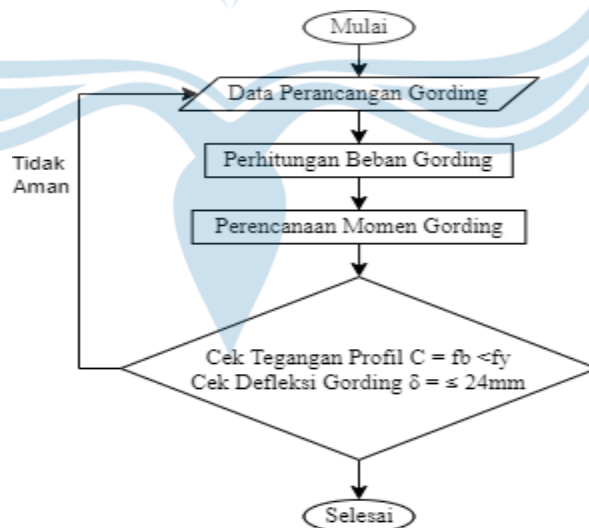 Mulai
Data Perancangan Gording
Perhitungan Beban Gording
Tidak
Aman
Perencanaan Momen Gording
Cek Tegangan Profil C = fb <fy
Cek Defleksi Gording δ = ≤ 24mm
Selesai